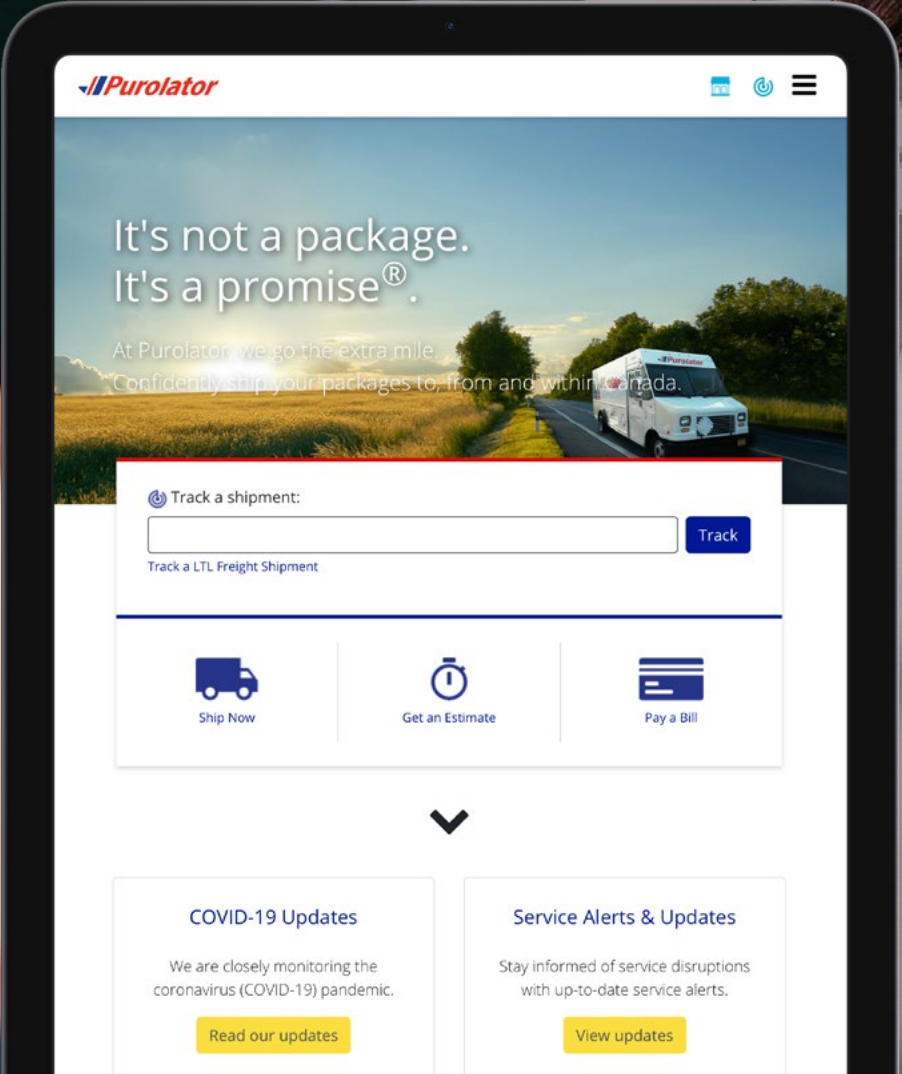 Purolator
It's not a package.
It's a promise®.
At Purolator, we go the extra mile.
Confidently ship your packages to, from and within Canada.
Purolator
Track a shipment:
Track
Track a LTL Freight Shipment
Ship Now
Get an Estimate
Pay a Bill
COVID-19 Updates
We are closely monitoring the
coronavirus (COVID-19) pandemic.
Read our updates
Service Alerts & Updates
Stay informed of service disruptions
with up-to-date service alerts.
View updates